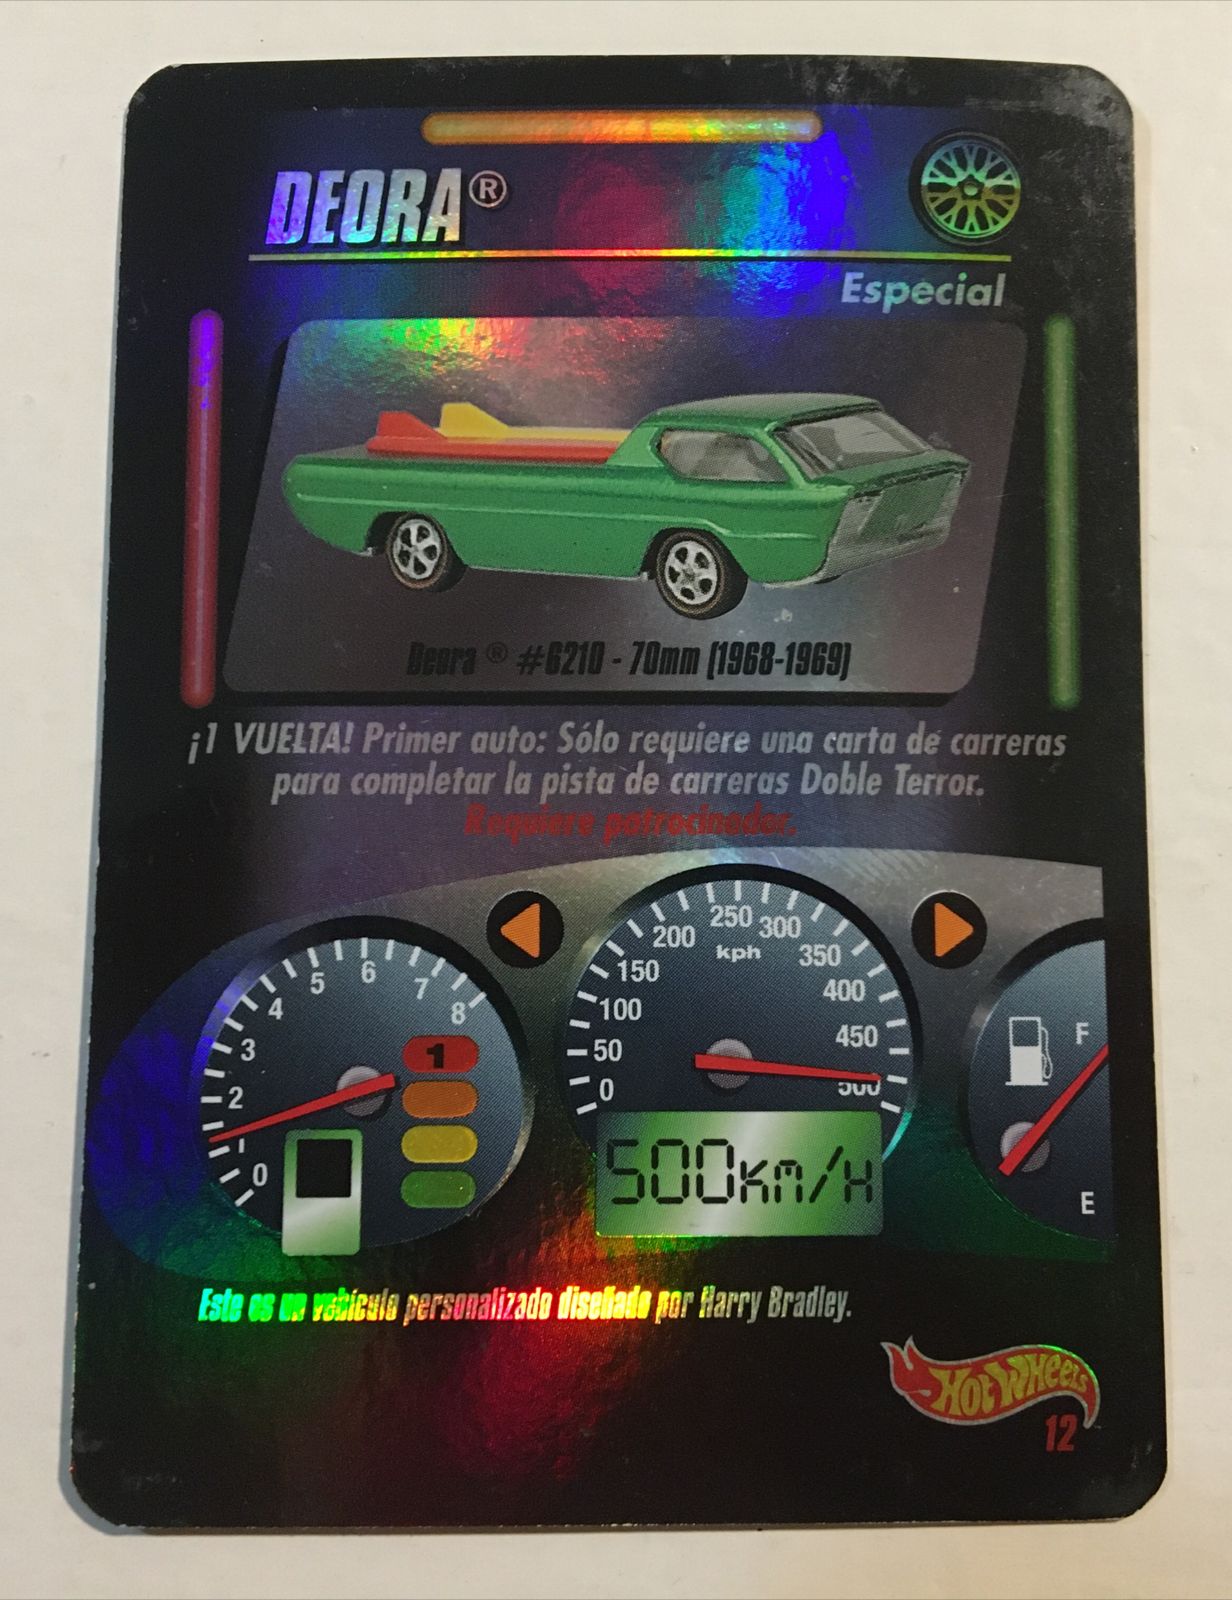 DEORA®
Especial
Deora ® #6210 - 70mm (1968-1969)
¡1 VUELTA! Primer auto: Sólo requiere una carta de carreras
para completar la pista de carreras Doble Terror.
Requiere patrocinador.
0 1 2 3 4 5 6 7 8
1
0 50 100 150 200 250 300 350 400 450 500
kph
500KM/H
F
E
Este es un vehículo personalizado diseñado por Harry Bradley.
HOT WHEELS
12